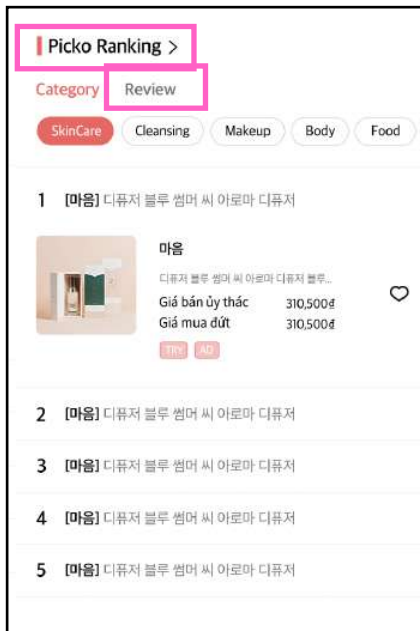 Picko Ranking >
Category Review
SkinCare Cleansing Makeup Body Food
1 [마음] 디퓨저 블루 썸머 씨 아로마 디퓨저
마음
디퓨저 블루 썸머 씨 아로마 디퓨저 블루...
Giá bán ủy thác 310,500₫
Giá mua đứt 310,500₫
TRY AD
2 [마음] 디퓨저 블루 썸머 씨 아로마 디퓨저
3 [마음] 디퓨저 블루 썸머 씨 아로마 디퓨저
4 [마음] 디퓨저 블루 썸머 씨 아로마 디퓨저
5 [마음] 디퓨저 블루 썸머 씨 아로마 디퓨저